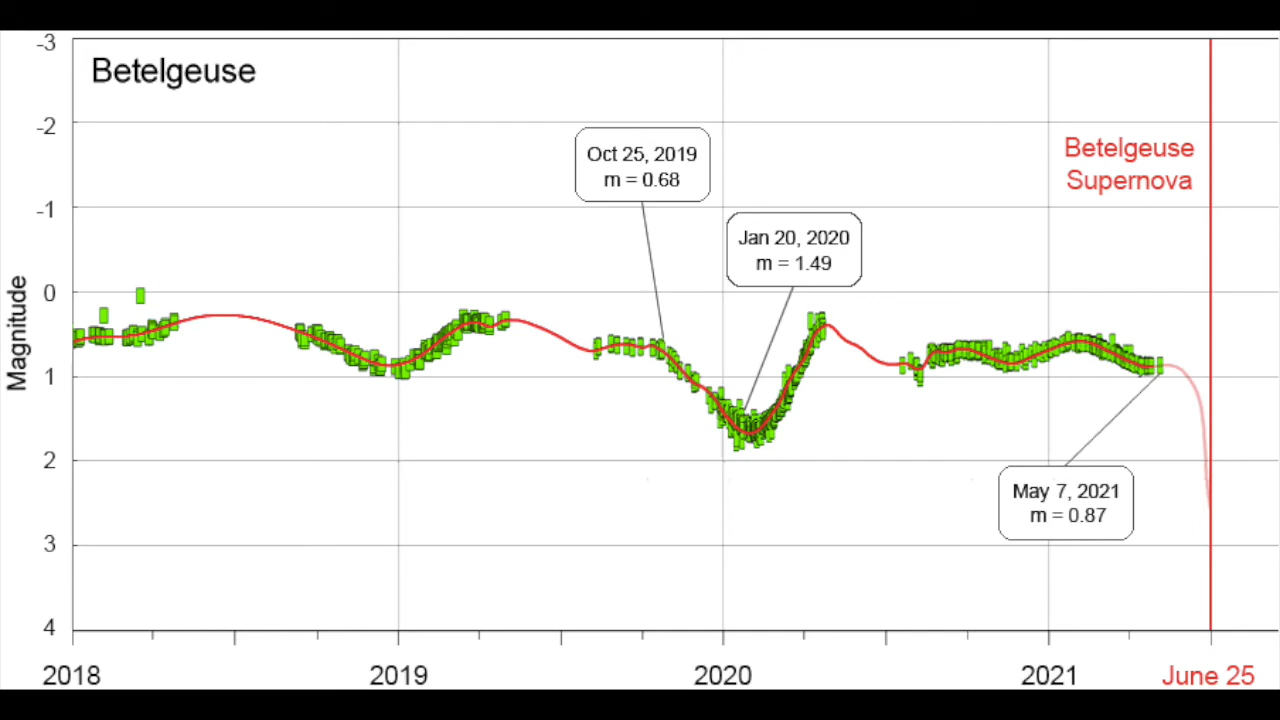 Betelgeuse
-3
-2
-1
0
1
2
3
4
Magnitude
Oct 25, 2019
m = 0.68
Jan 20, 2020
m = 1.49
Betelgeuse
Supernova
May 7, 2021
m = 0.87
2018
2019
2020
2021
June 25